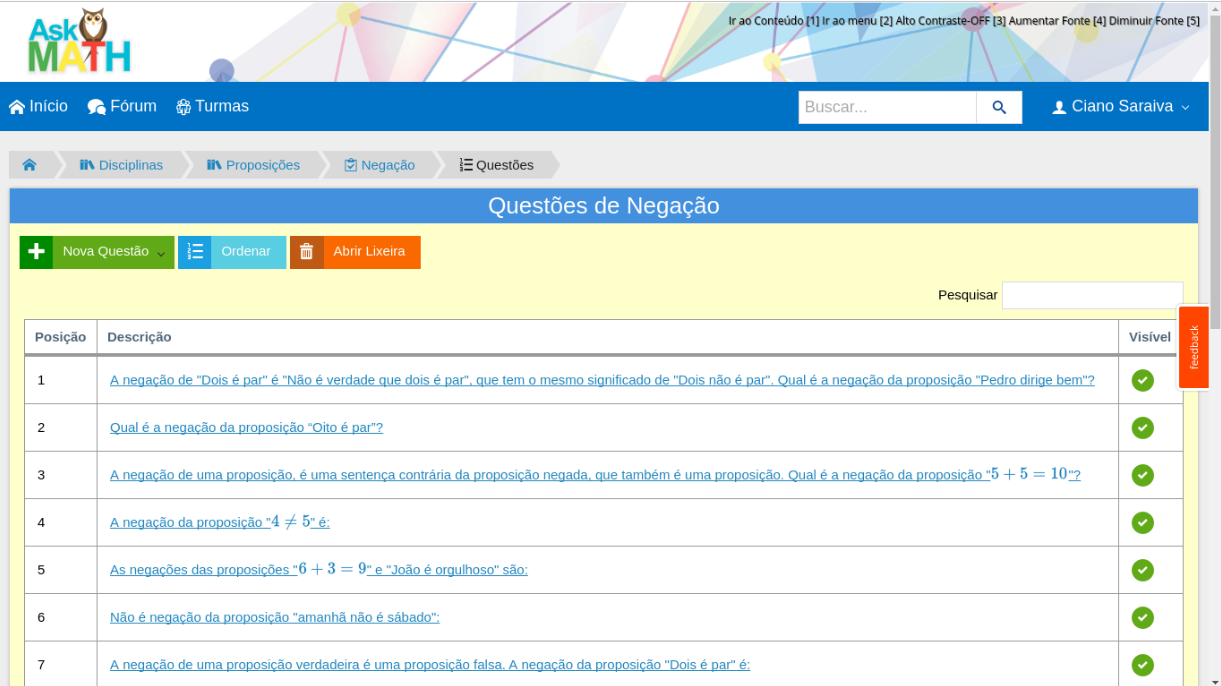 Ask
MATH
Ir ao Conteúdo [1] Ir ao menu [2] Alto Contraste-OFF [3] Aumentar Fonte [4] Diminuir Fonte [5]
Início Fórum Turmas Buscar... Ciano Saraiva
Disciplinas Proposições Negação Questões
Questões de Negação
Nova Questão Ordenar Abrir Lixeira
Pesquisar
feedback
Posição Descrição Visível
1 A negação de "Dois é par" é "Não é verdade que dois é par", que tem o mesmo significado de "Dois não é par". Qual é a negação da proposição "Pedro dirige bem"?
2 Qual é a negação da proposição “Oito é par”?
3 A negação de uma proposição, é uma sentença contrária da proposição negada, que também é uma proposição. Qual é a negação da proposição "5 + 5 = 10"?
4 A negação da proposição "4 ≠ 5" é:
5 As negações das proposições "6 + 3 = 9" e "João é orgulhoso" são:
6 Não é negação da proposição "amanhã não é sábado":
7 A negação de uma proposição verdadeira é uma proposição falsa. A negação da proposição "Dois é par" é: